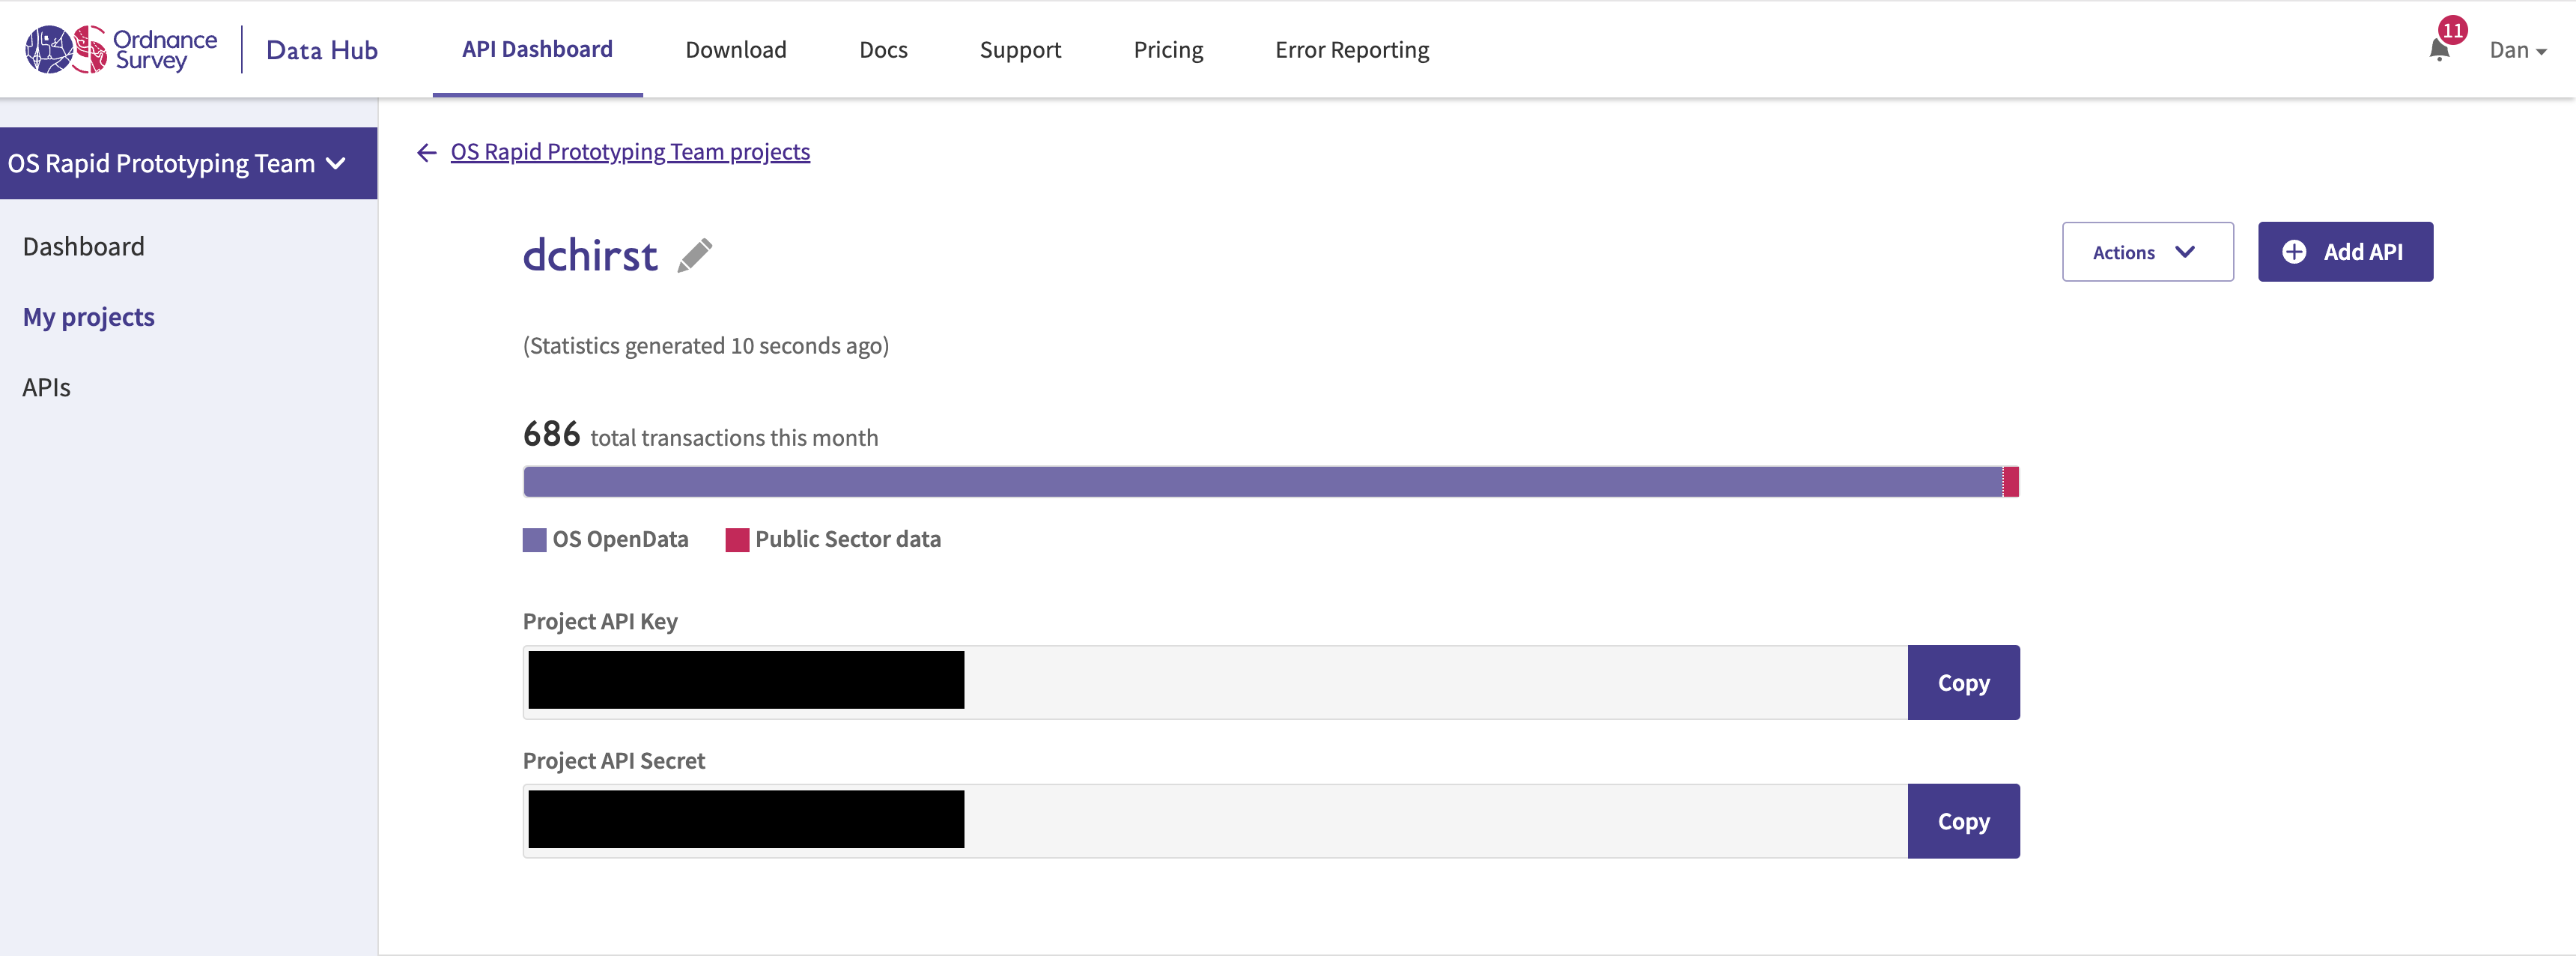 Ordnance
Survey
Data Hub
API Dashboard
Download
Docs
Support
Pricing
Error Reporting
11
Dan
OS Rapid Prototyping Team
Dashboard
My projects
APIs
OS Rapid Prototyping Team projects
dchirst
Actions
Add API
(Statistics generated 10 seconds ago)
686 total transactions this month
OS OpenData
Public Sector data
Project API Key
Copy
Project API Secret
Copy